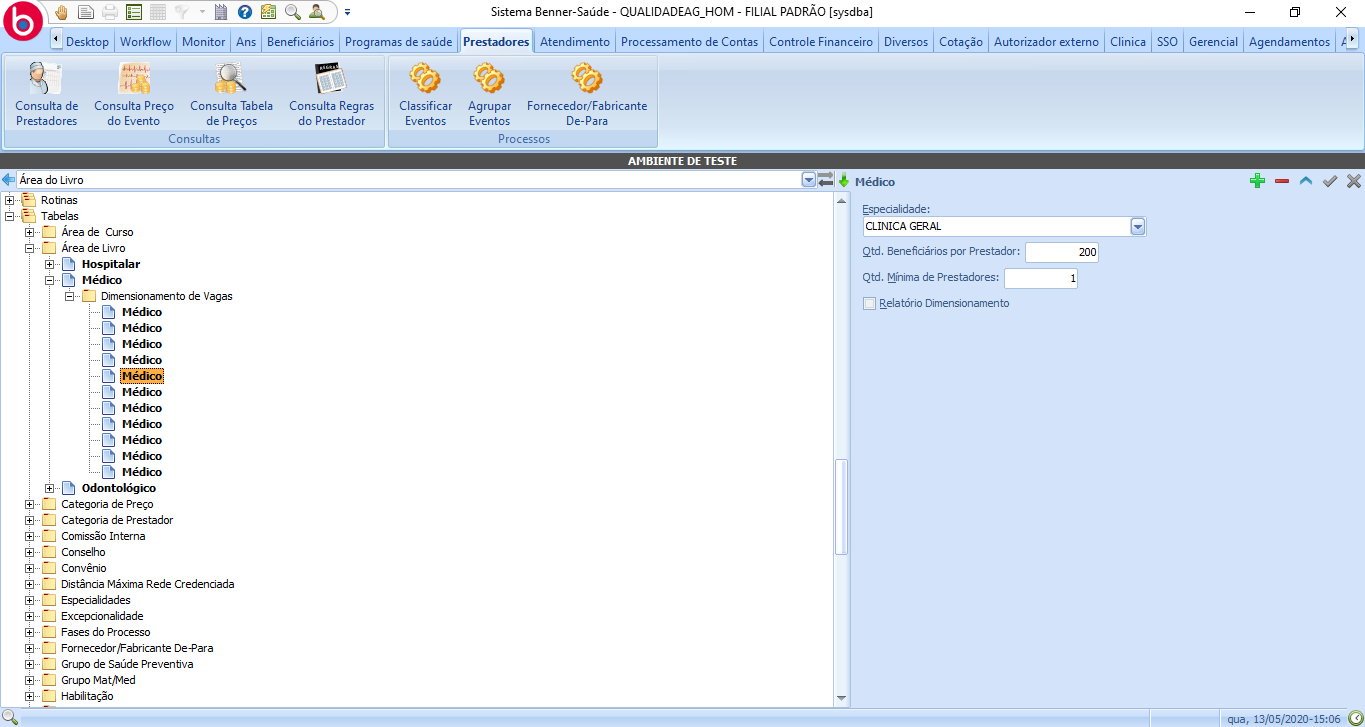 Sistema Benner-Saúde - QUALIDADEAG_HOM - FILIAL PADRÃO [sysdba]
b
Desktop Workflow Monitor Ans Beneficiários Programas de saúde Prestadores Atendimento Processamento de Contas Controle Financeiro Diversos Cotação Autorizador externo Clinica SSO Gerencial Agendamentos
Consulta de Prestadores
Consulta Preço do Evento
Consulta Tabela de Preços
Consulta Regras do Prestador
Consultas
Classificar Eventos
Agrupar Eventos
Fornecedor/Fabricante De-Para
Processos
AMBIENTE DE TESTE
Área do Livro
Rotinas
Tabelas
Área de Curso
Área de Livro
Hospitalar
Médico
Dimensionamento de Vagas
Médico
Médico
Médico
Médico
Médico
Médico
Médico
Médico
Médico
Médico
Médico
Odontológico
Categoria de Preço
Categoria de Prestador
Comissão Interna
Conselho
Convênio
Distância Máxima Rede Credenciada
Especialidades
Excepcionalidade
Fases do Processo
Fornecedor/Fabricante De-Para
Grupo de Saúde Preventiva
Grupo Mat/Med
Habilitação
Médico
Especialidade:
CLINICA GERAL
Qtd. Beneficiários por Prestador: 200
Qtd. Mínima de Prestadores: 1
Relatório Dimensionamento
qua, 13/05/2020-15:06